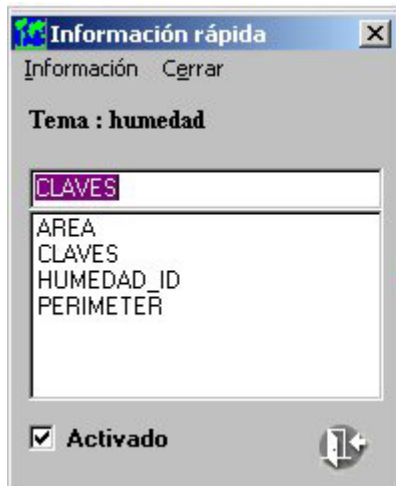 Información rápida
Información Cerrar
Tema : humedad
CLAVES
AREA
CLAVES
HUMEDAD_ID
PERIMETER
Activado